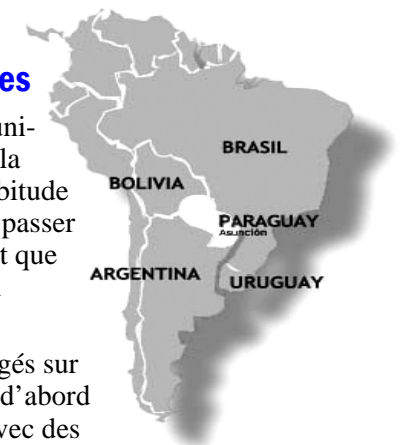 es
uni-
la
bitude
passer
t que
gés sur
d'abord
vec des
BRASIL
BOLIVIA
PARAGUAY
Asunción
ARGENTINA
URUGUAY